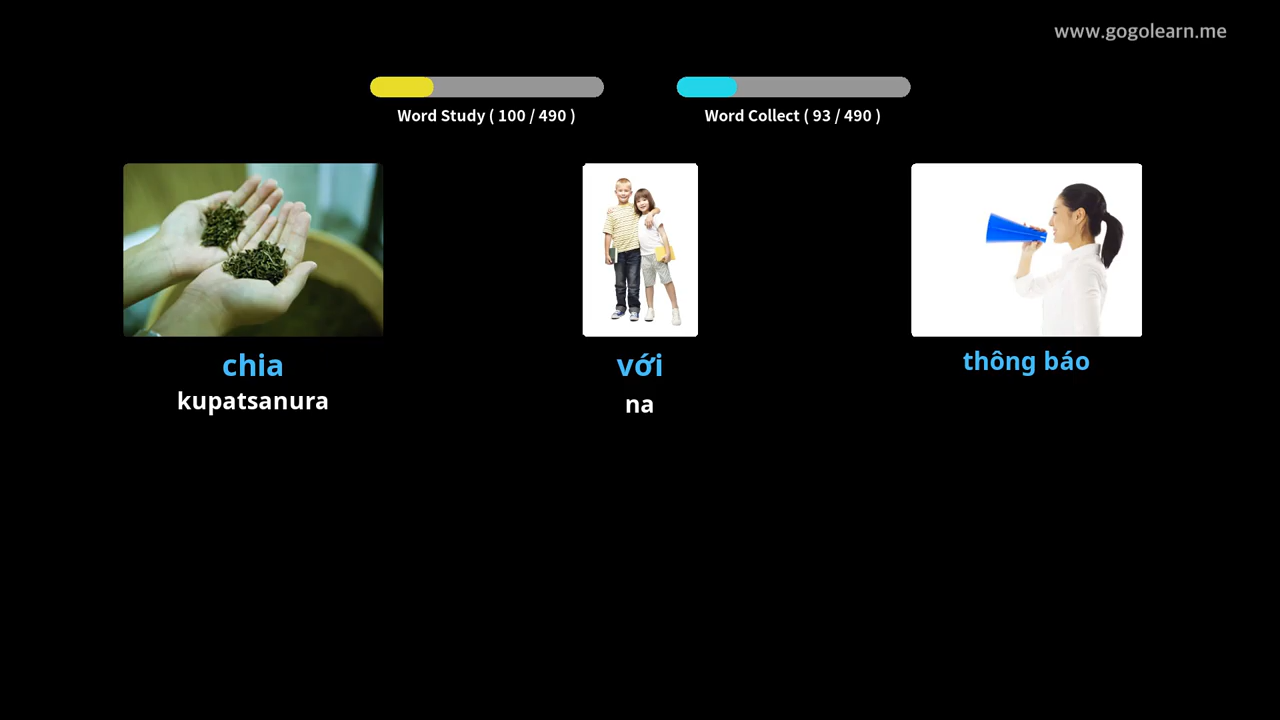 www.gogolearn.me
Word Study ( 100 / 490 )
Word Collect ( 93 / 490 )
chia
kupatsanura
với
na
thông báo